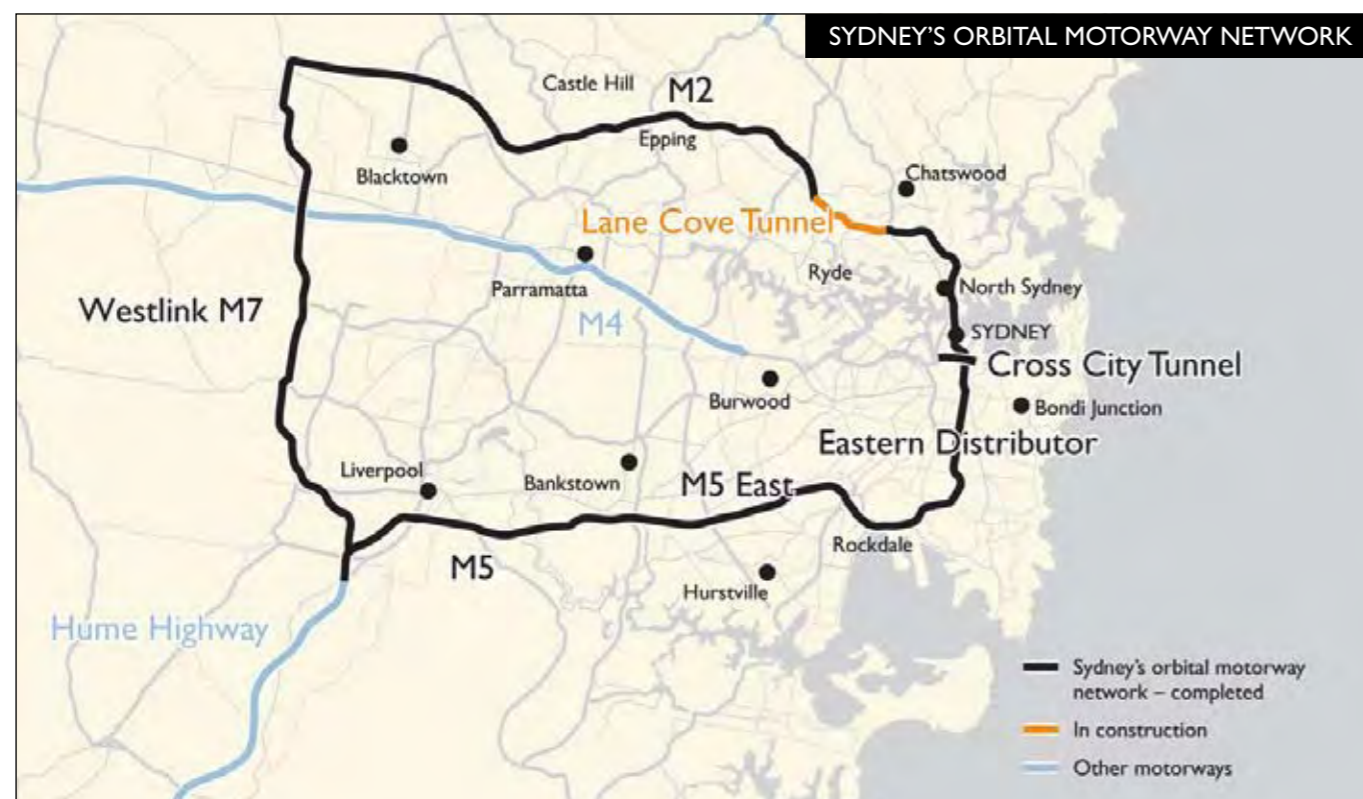 SYDNEY'S ORBITAL MOTORWAY NETWORK
Castle Hill
M2
Epping
Blacktown
Chatswood
Lane Cove Tunnel
Ryde
Parramatta
North Sydney
Westlink M7
M4
SYDNEY
Cross City Tunnel
Burwood
Bondi Junction
Eastern Distributor
Liverpool
Bankstown
M5 East
Rockdale
M5
Hurstville
Hume Highway
Sydney's orbital motorway
network – completed
In construction
Other motorways